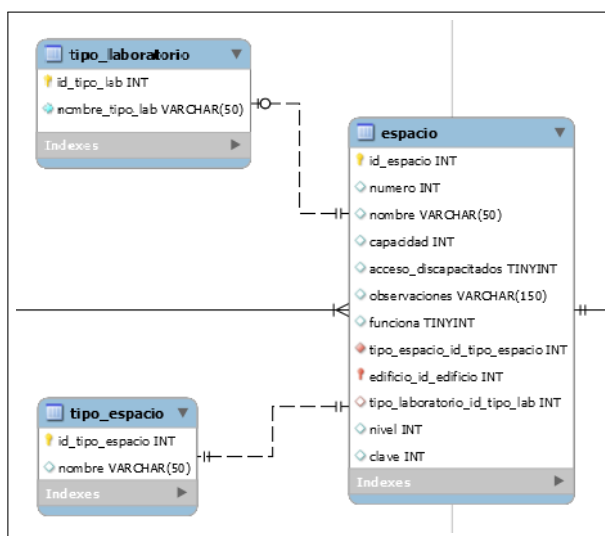 tipo_laboratorio
id_tipo_lab INT
nombre_tipo_lab VARCHAR(50)
Indexes
espacio
id_espacio INT
numero INT
nombre VARCHAR(50)
capacidad INT
acceso_discapacitados TINYINT
observaciones VARCHAR(150)
funciona TINYINT
tipo_espacio_id_tipo_espacio INT
edificio_id_edificio INT
tipo_laboratorio_id_tipo_lab INT
nivel INT
clave INT
Indexes
tipo_espacio
id_tipo_espacio INT
nombre VARCHAR(50)
Indexes